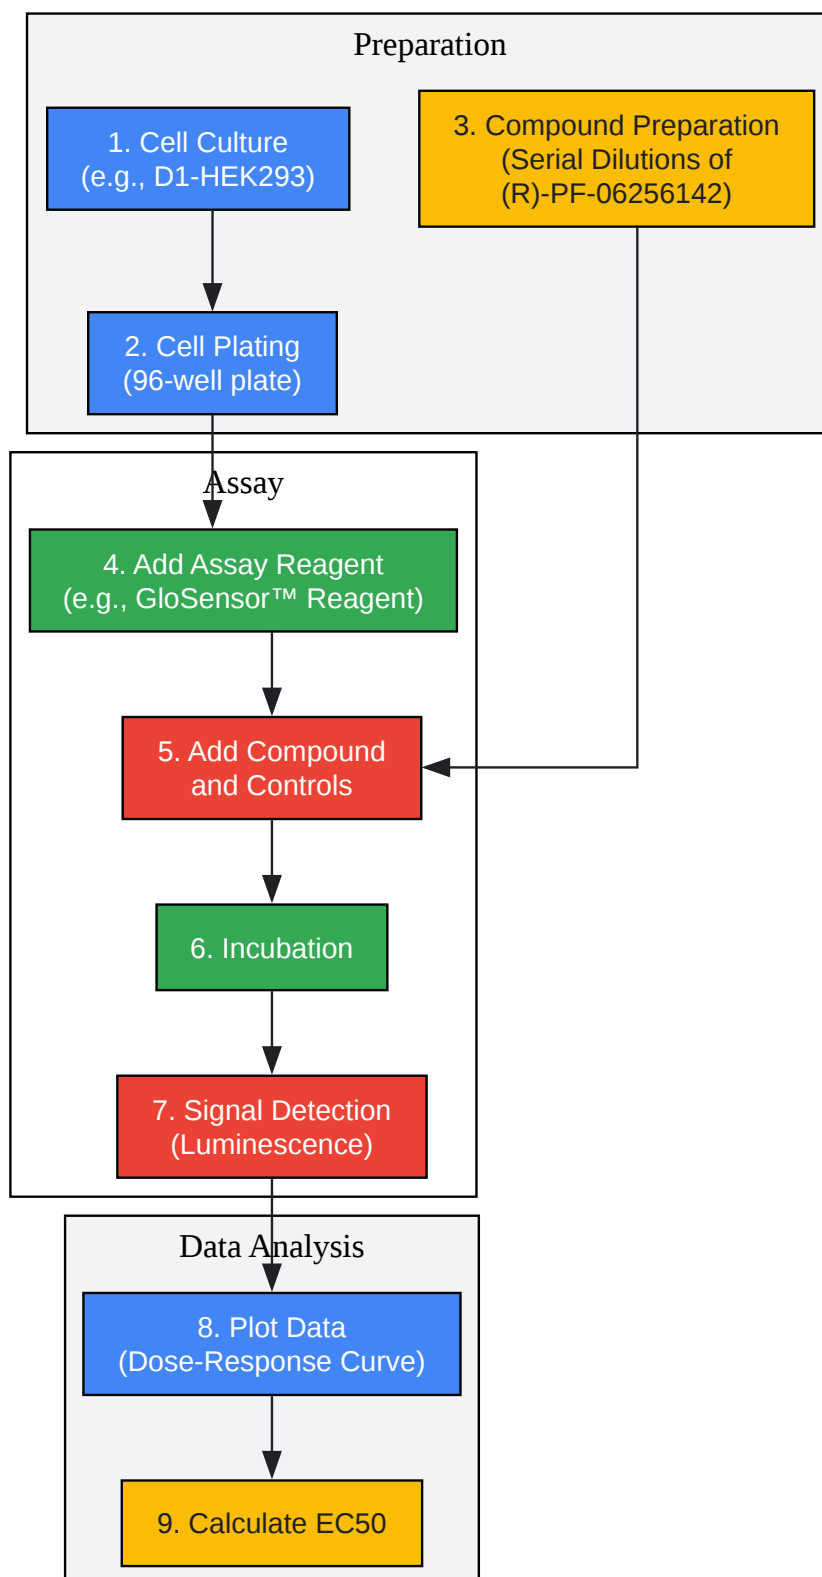 Preparation
1. Cell Culture
(e.g., D1-HEK293)
3. Compound Preparation
(Serial Dilutions of
(R)-PF-06256142)
2. Cell Plating
(96-well plate)
Assay
4. Add Assay Reagent
(e.g., GloSensor™ Reagent)
5. Add Compound
and Controls
6. Incubation
7. Signal Detection
(Luminescence)
Data Analysis
8. Plot Data
(Dose-Response Curve)
9. Calculate EC50